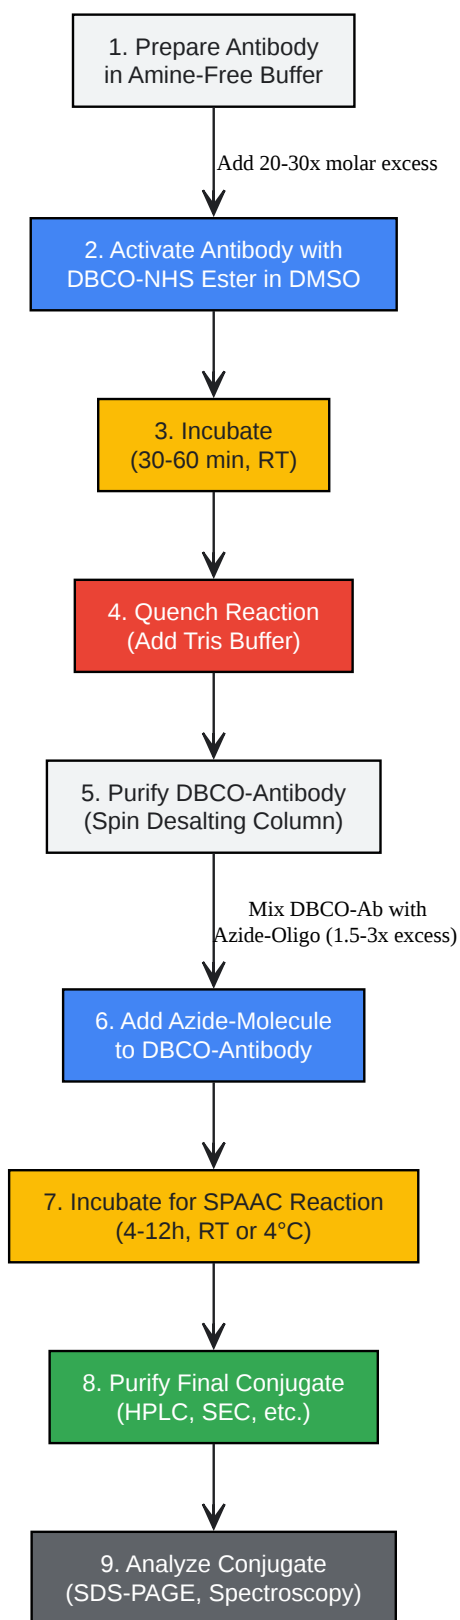 1. Prepare Antibody
in Amine-Free Buffer
Add 20-30x molar excess
2. Activate Antibody with
DBCO-NHS Ester in DMSO
3. Incubate
(30-60 min, RT)
4. Quench Reaction
(Add Tris Buffer)
5. Purify DBCO-Antibody
(Spin Desalting Column)
Mix DBCO-Ab with
Azide-Oligo (1.5-3x excess)
6. Add Azide-Molecule
to DBCO-Antibody
7. Incubate for SPAAC Reaction
(4-12h, RT or 4°C)
8. Purify Final Conjugate
(HPLC, SEC, etc.)
9. Analyze Conjugate
(SDS-PAGE, Spectroscopy)